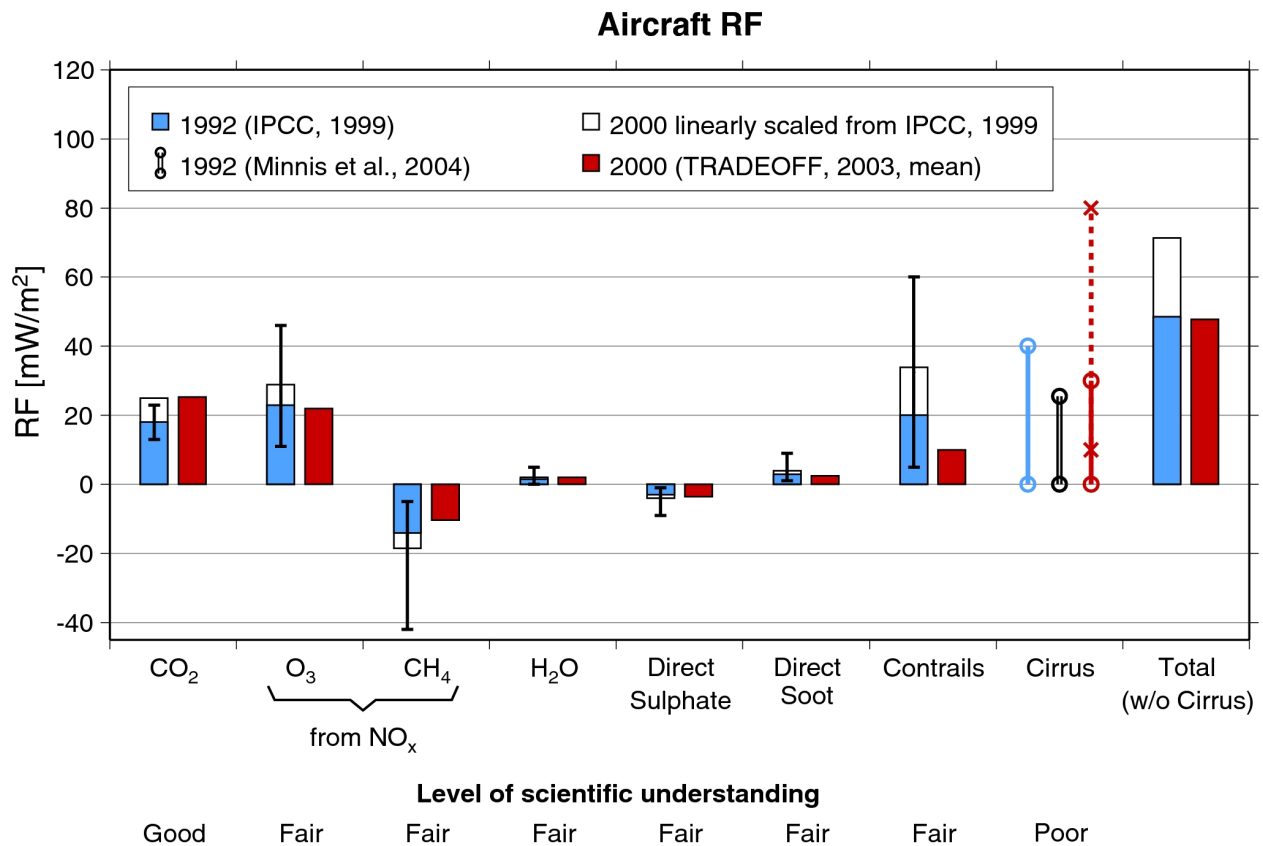 Aircraft RF
120
100
80
60
40
20
0
-20
-40
RF [mW/m²]
1992 (IPCC, 1999)
2000 linearly scaled from IPCC, 1999
1992 (Minnis et al., 2004)
2000 (TRADEOFF, 2003, mean)
CO₂ O₃ CH₄ H₂O Direct Direct Contrails Cirrus Total
Sulphate Soot (w/o Cirrus)
from NOₓ
Level of scientific understanding
Good Fair Fair Fair Fair Fair Fair Poor